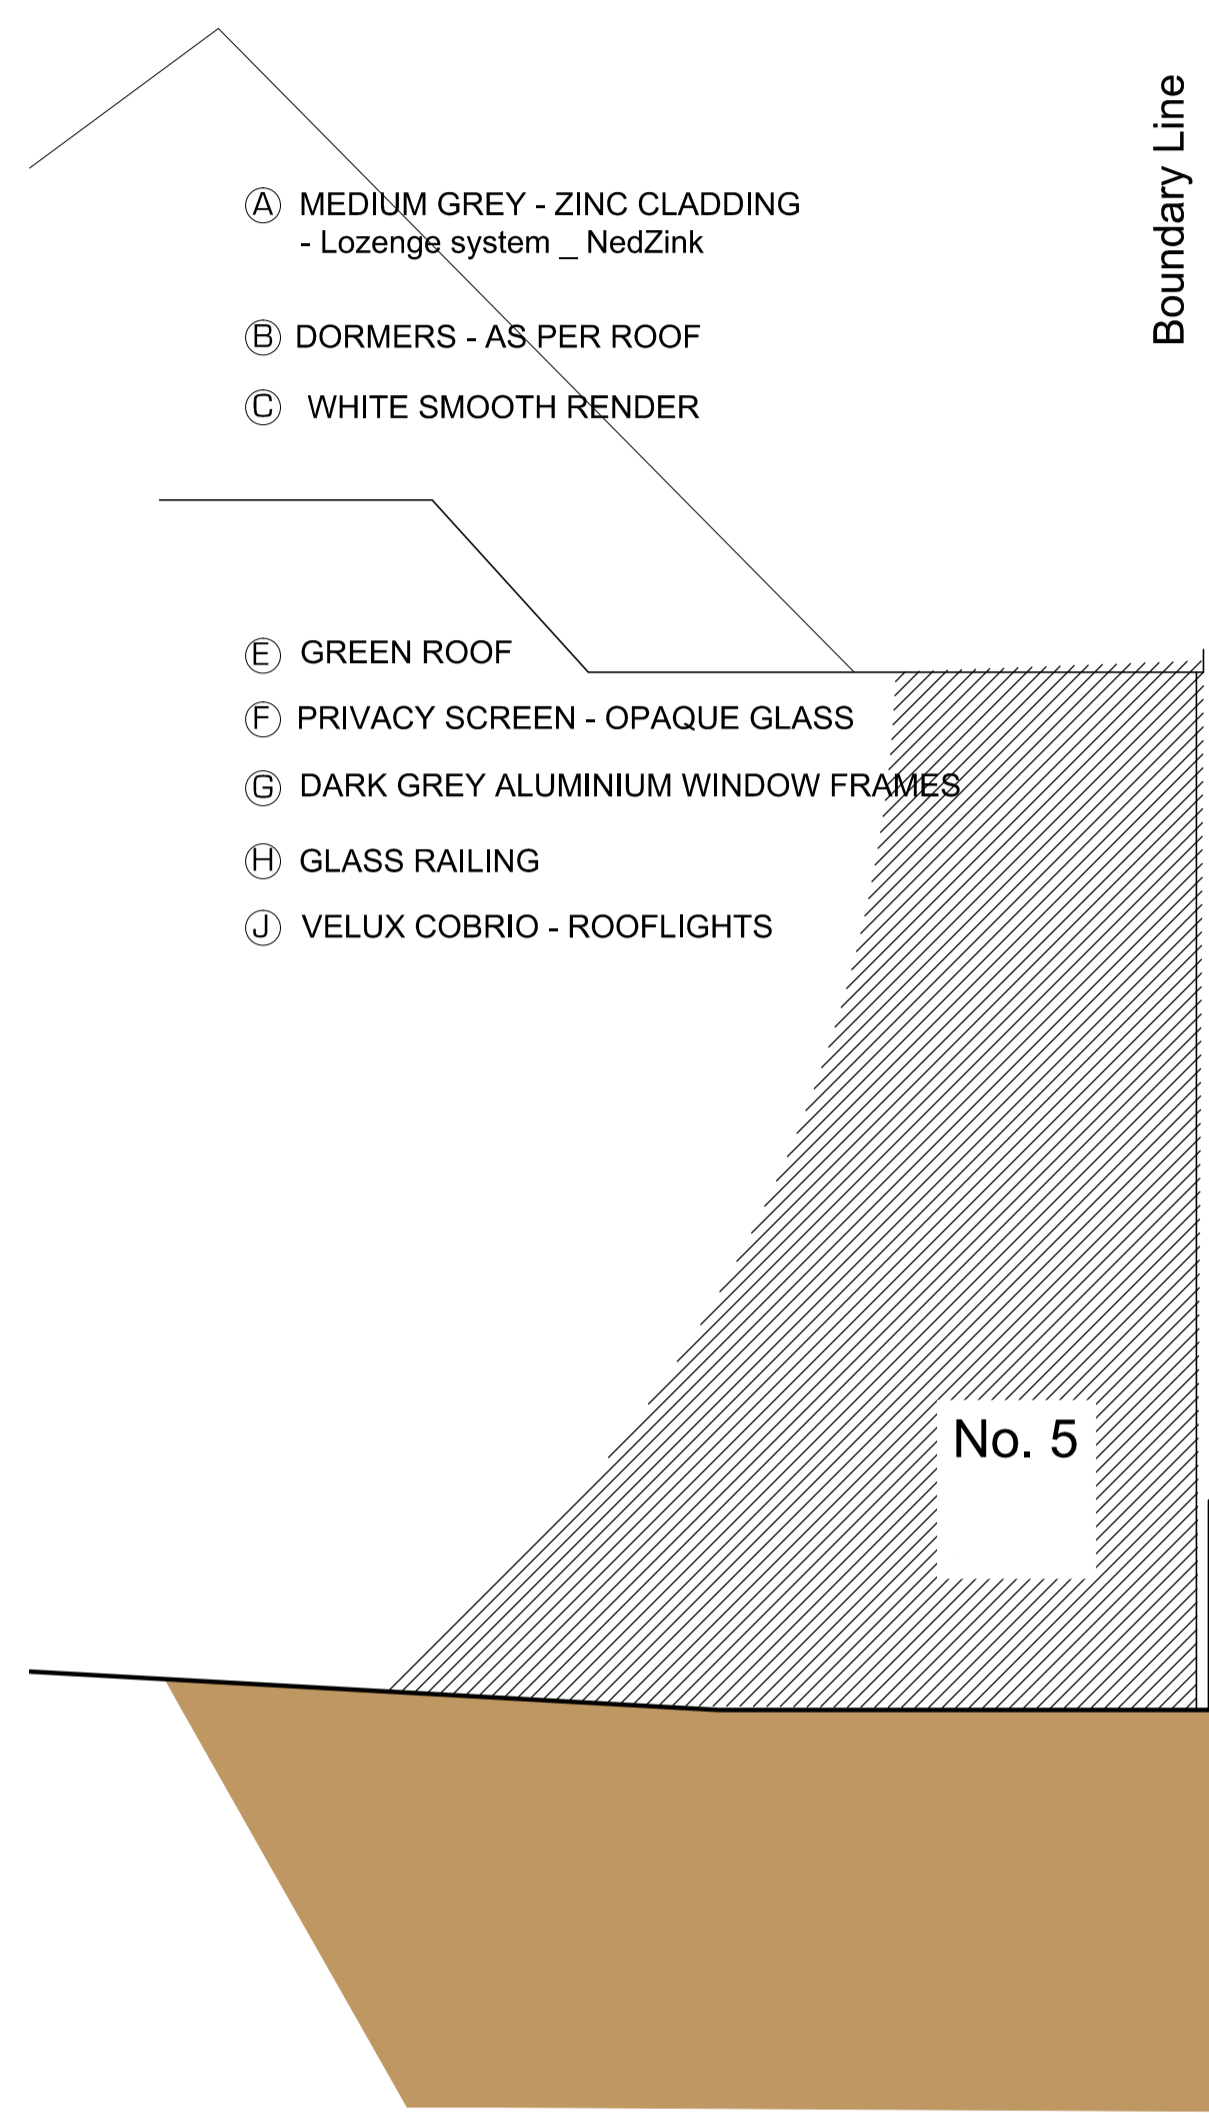 Boundary Line
Ⓐ MEDIUM GREY - ZINC CLADDING
- Lozenge system _ NedZink
Ⓑ DORMERS - AS PER ROOF
Ⓒ WHITE SMOOTH RENDER
Ⓔ GREEN ROOF
Ⓕ PRIVACY SCREEN - OPAQUE GLASS
Ⓖ DARK GREY ALUMINIUM WINDOW FRAMES
Ⓗ GLASS RAILING
Ⓙ VELUX COBRIO - ROOFLIGHTS
No. 5